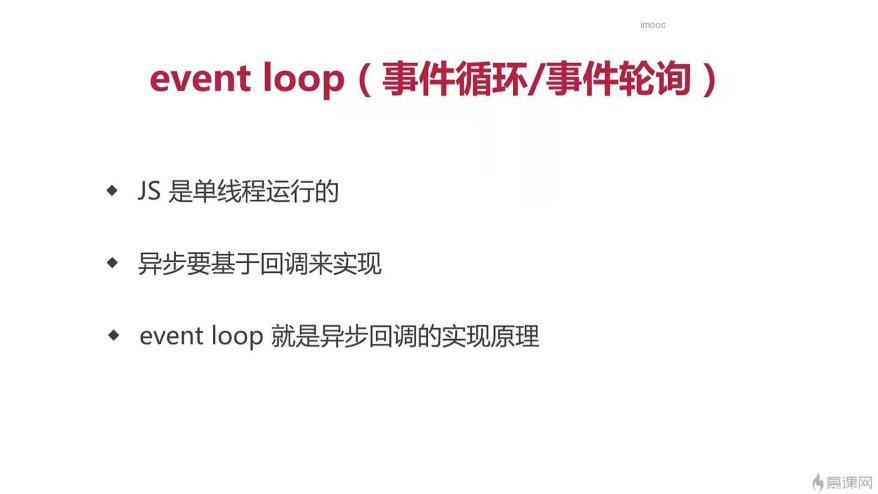 imooc
event loop（事件循环/事件轮询）
◆ JS 是单线程运行的
◆ 异步要基于回调来实现
◆ event loop 就是异步回调的实现原理
慕课网